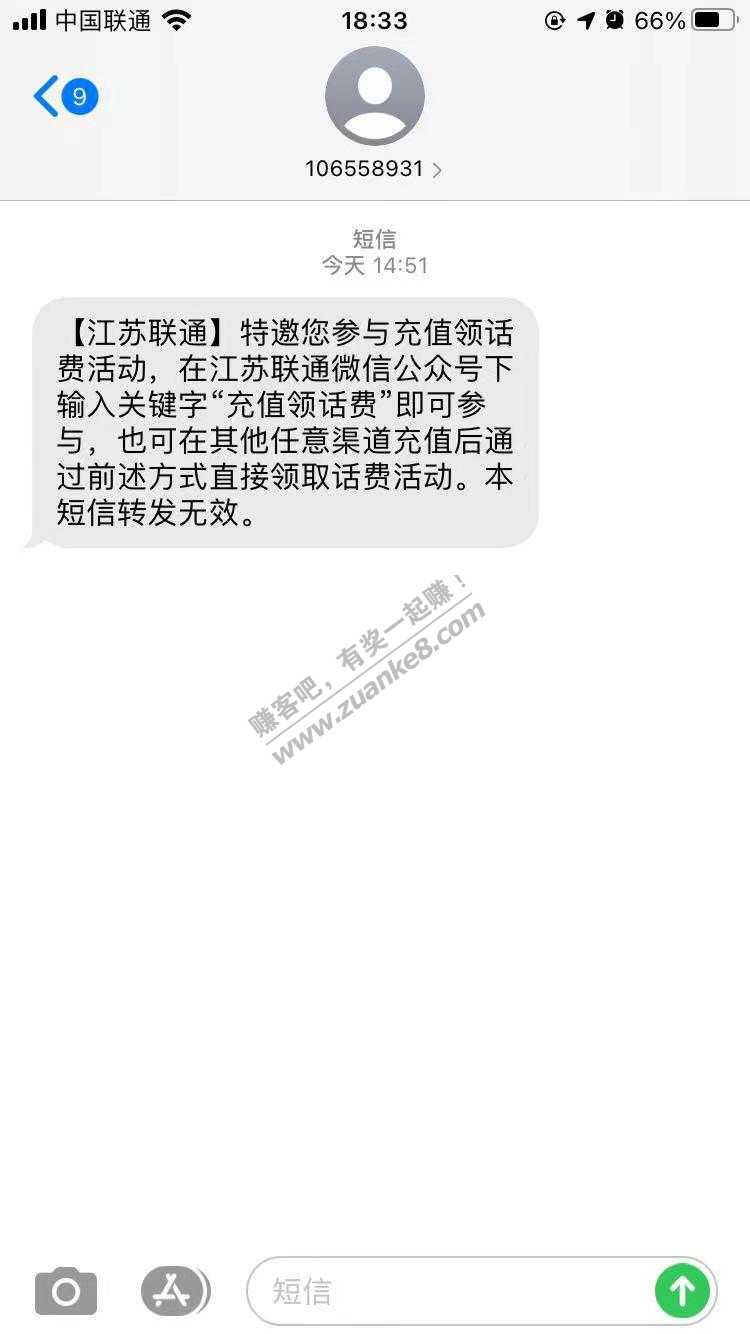 中国联通
18:33
66%
9
106558931
短信
今天 14:51
【江苏联通】特邀您参与充值领话
费活动，在江苏联通微信公众号下
输入关键字“充值领话费”即可参
与，也可在其他任意渠道充值后通
过前述方式直接领取话费活动。本
短信转发无效。
赚客吧，有奖一起赚！
www.zuanke8.com
短信